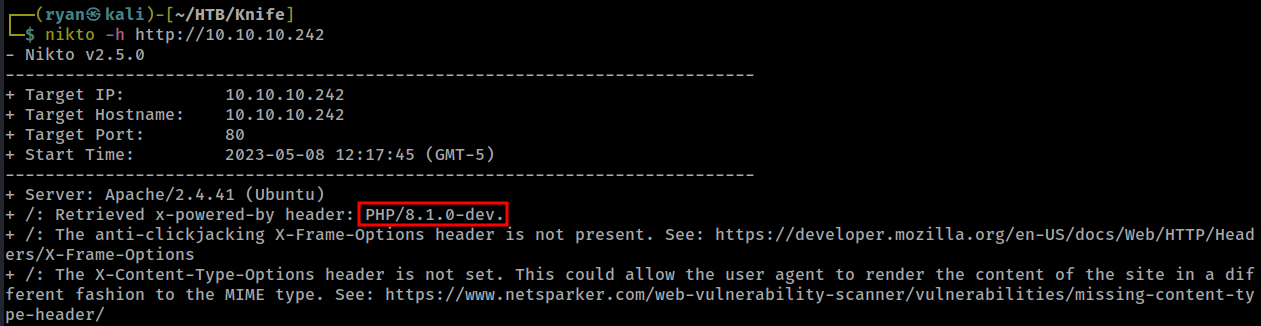 ┌──(ryan㉿kali)-[~/HTB/Knife]
└─$ nikto -h http://10.10.10.242
- Nikto v2.5.0
---------------------------------------------------------------------------
+ Target IP:          10.10.10.242
+ Target Hostname:    10.10.10.242
+ Target Port:        80
+ Start Time:         2023-05-08 12:17:45 (GMT-5)
---------------------------------------------------------------------------
+ Server: Apache/2.4.41 (Ubuntu)
+ /: Retrieved x-powered-by header: PHP/8.1.0-dev.
+ /: The anti-clickjacking X-Frame-Options header is not present. See: https://developer.mozilla.org/en-US/docs/Web/HTTP/Head
ers/X-Frame-Options
+ /: The X-Content-Type-Options header is not set. This could allow the user agent to render the content of the site in a dif
ferent fashion to the MIME type. See: https://www.netsparker.com/web-vulnerability-scanner/vulnerabilities/missing-content-ty
pe-header/